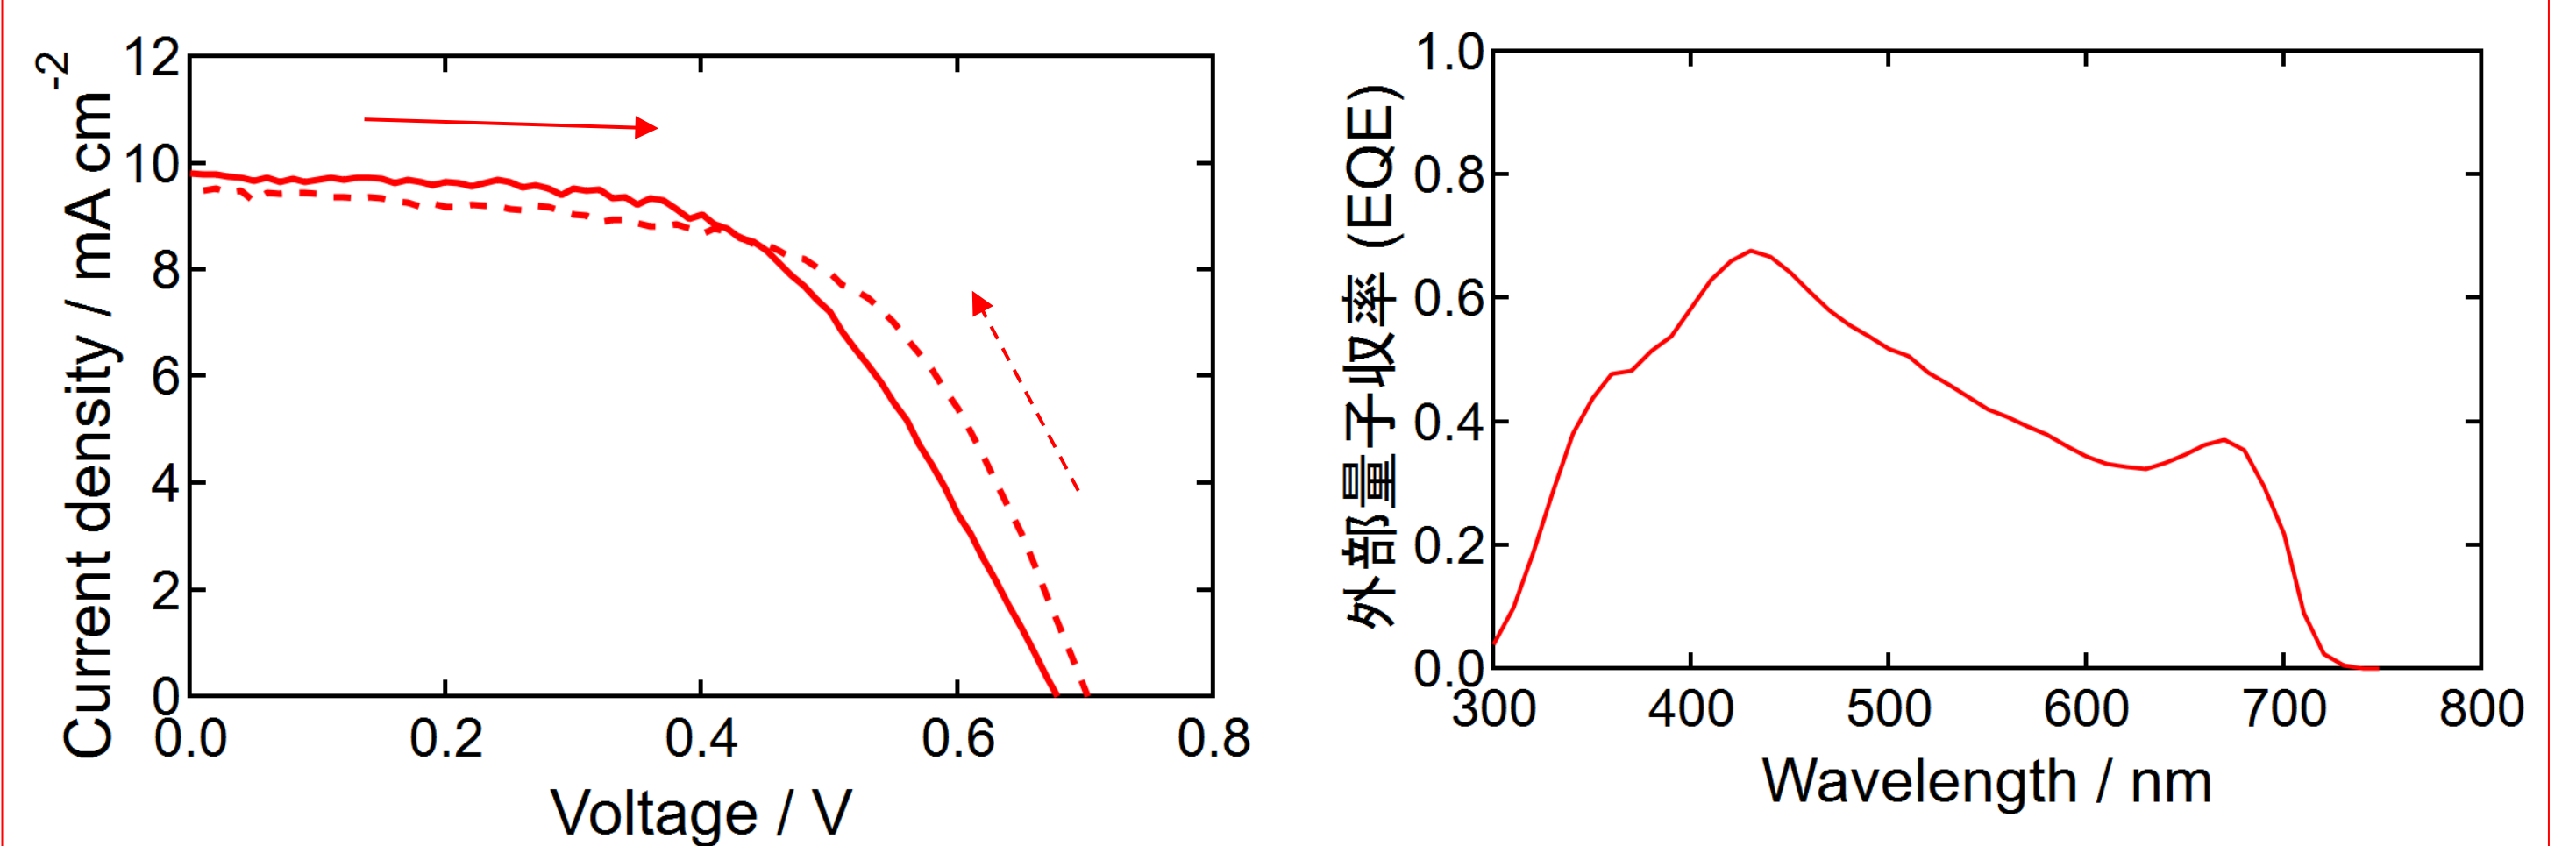 Current density / mA cm-2
12
10
8
6
4
2
0
0.0 0.2 0.4 0.6 0.8
Voltage / V
外部量子収率 (EQE)
1.0
0.8
0.6
0.4
0.2
0.0
300 400 500 600 700 800
Wavelength / nm